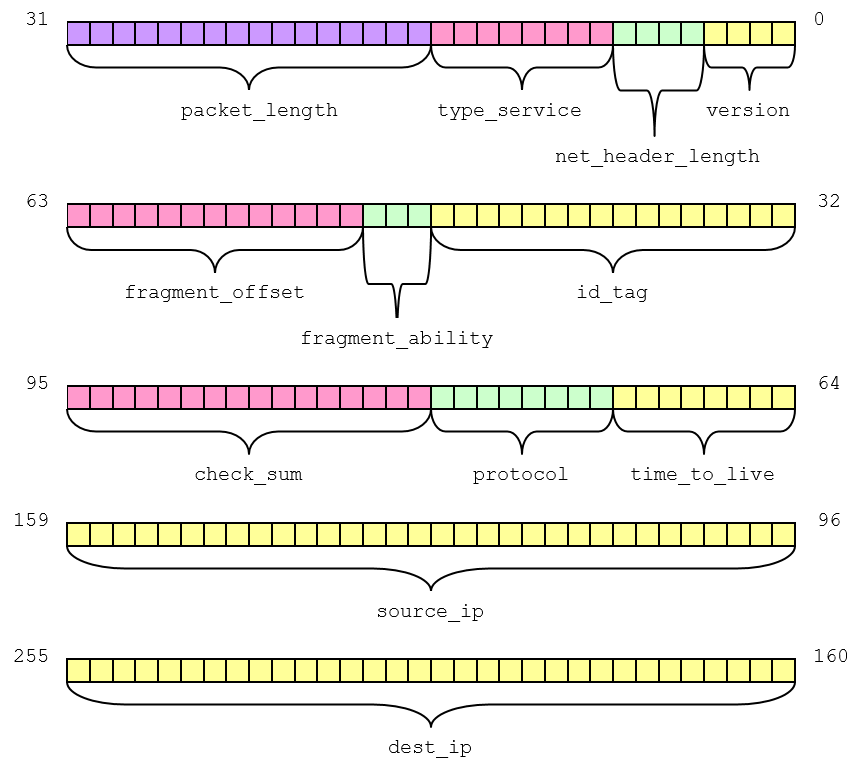 31 0
packet_length type_service version
net_header_length
63 32
fragment_offset id_tag
fragment_ability
95 64
check_sum protocol time_to_live
159 96
source_ip
255 160
dest_ip